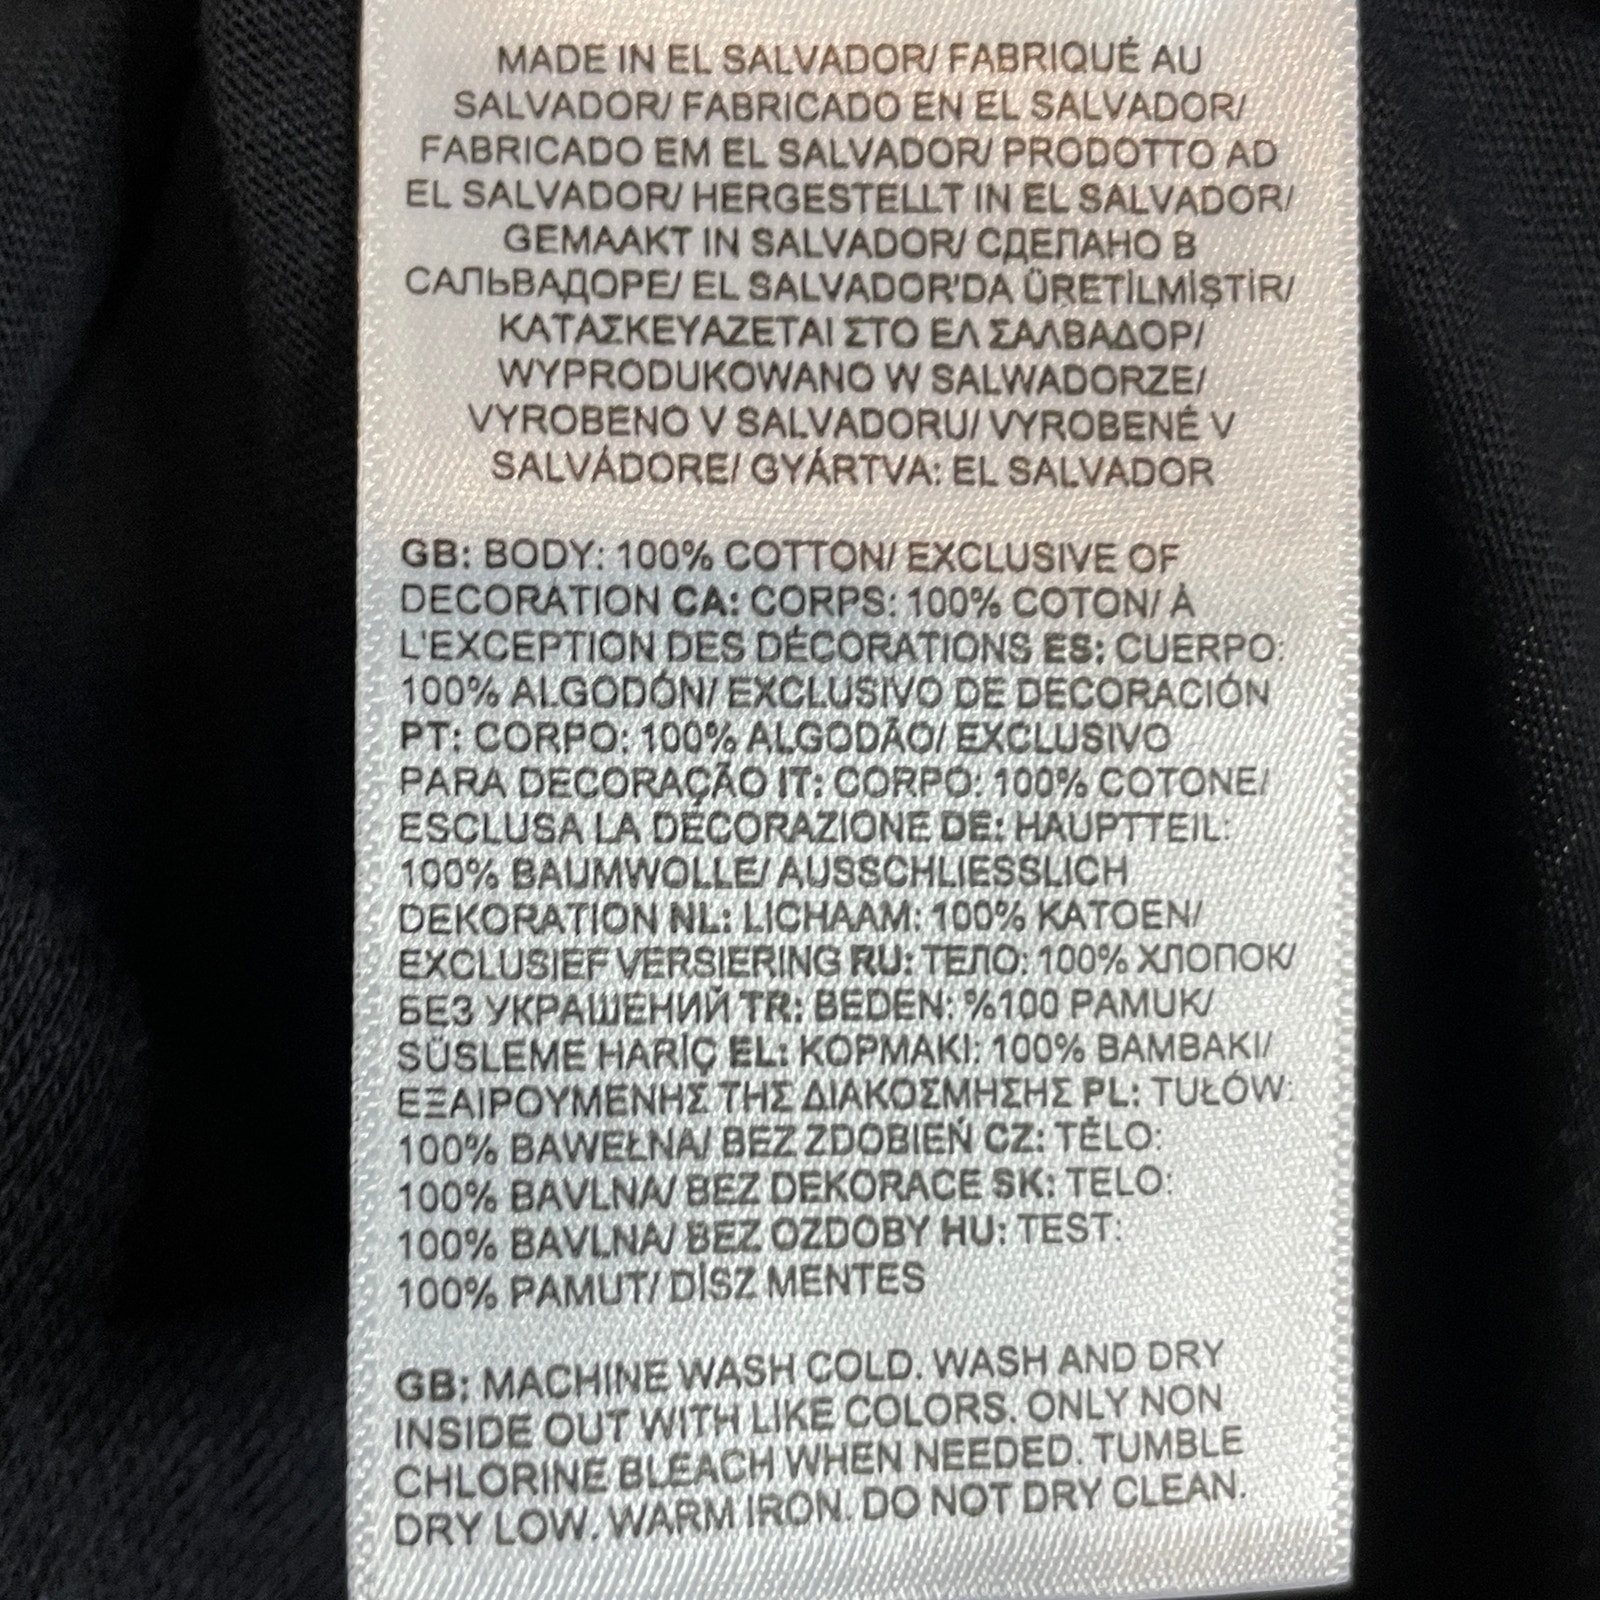 MADE IN EL SALVADOR/ FABRIQUÉ AU
SALVADOR/ FABRICADO EN EL SALVADOR/
FABRICADO EM EL SALVADOR/ PRODOTTO AD
EL SALVADOR/ HERGESTELLT IN EL SALVADOR/
GEMAAKT IN SALVADOR/ СДЕЛАНО В
САЛЬВАДОРЕ/ EL SALVADOR'DA ÜRETİLMİŞTİR/
ΚΑΤΑΣΚΕΥΑΖΕΤΑΙ ΣΤΟ ΕΛ ΣΑΛΒΑΔΟΡ/
WYPRODUKOWANO W SALWADORZE/
VYROBENO V SALVADORU/ VYROBENÉ V
SALVÁDORE/ GYÁRTVA: EL SALVADOR
GB: BODY: 100% COTTON/ EXCLUSIVE OF
DECORATION CA: CORPS: 100% COTON/ À
L'EXCEPTION DES DÉCORATIONS ES: CUERPO:
100% ALGODÓN/ EXCLUSIVO DE DECORACIÓN
PT: CORPO: 100% ALGODÃO/ EXCLUSIVO
PARA DECORAÇÃO IT: CORPO: 100% COTONE/
ESCLUSA LA DECORAZIONE DE: HAUPTTEIL:
100% BAUMWOLLE/ AUSSCHLIESSLICH
DEKORATION NL: LICHAAM: 100% KATOEN/
EXCLUSIEF VERSIERING RU: ТЕЛО: 100% ХЛОПОК/
БЕЗ УКРАШЕНИЙ TR: BEDEN: %100 PAMUK/
SÜSLEME HARİÇ EL: ΚΟΡΜΑΚΙ: 100% ΒΑΜΒΑΚΙ/
ΕΞΑΙΡΟΥΜΕΝΗΣ ΤΗΣ ΔΙΑΚΟΣΜΗΣΗΣ PL: TUŁÓW:
100% BAWEŁNA/ BEZ ZDOBIEŃ CZ: TĚLO:
100% BAVLNA/ BEZ DEKORACE SK: TELO:
100% BAVLNA/ BEZ OZDOBY HU: TEST:
100% PAMUT/ DÍSZ MENTES
GB: MACHINE WASH COLD. WASH AND DRY
INSIDE OUT WITH LIKE COLORS. ONLY NON
CHLORINE BLEACH WHEN NEEDED. TUMBLE
DRY LOW. WARM IRON. DO NOT DRY CLEAN.